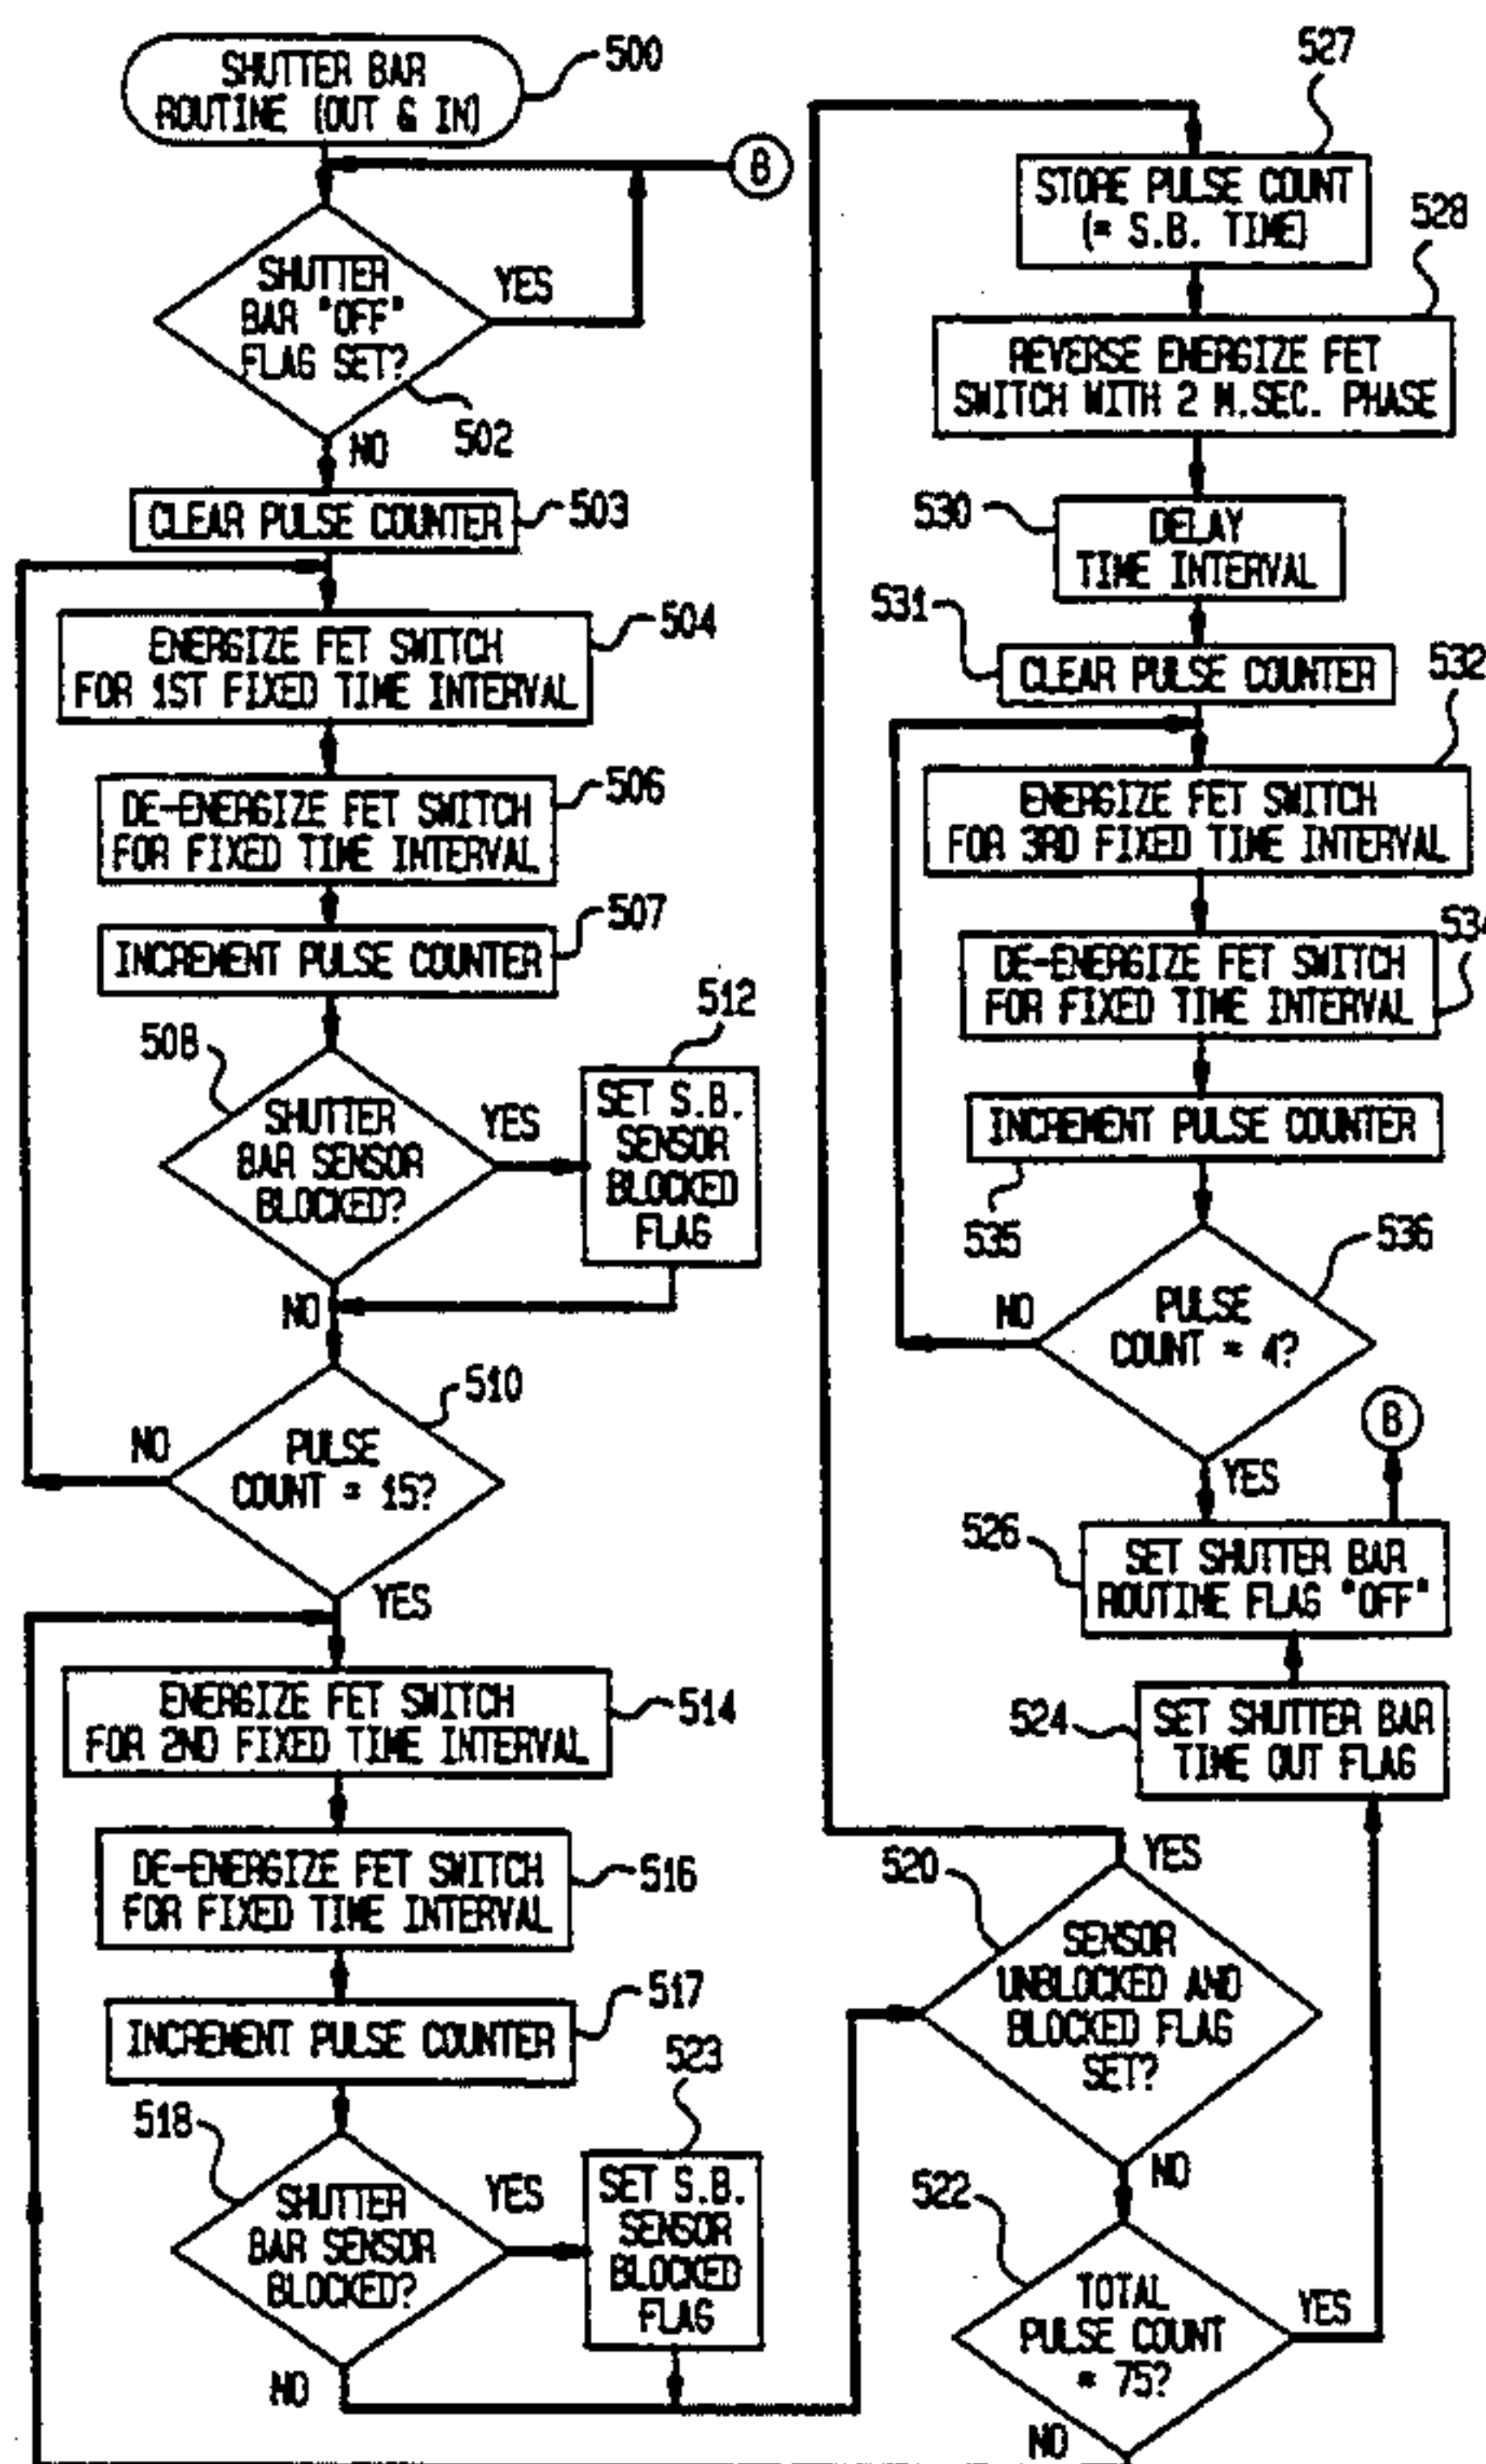 SHUTTER BAR
ROUTINE (OUT & IN)
500
B
SHUTTER
BAR "OFF"
FLAG SET?
YES
502
NO
CLEAR PULSE COUNTER
503
ENERGIZE FET SWITCH
FOR 1ST FIXED TIME INTERVAL
504
DE-ENERGIZE FET SWITCH
FOR FIXED TIME INTERVAL
506
INCREMENT PULSE COUNTER
507
508
SHUTTER
BAR SENSOR
BLOCKED?
YES
512
SET S.B.
SENSOR
BLOCKED
FLAG
NO
510
PULSE
COUNT = 15?
NO
YES
ENERGIZE FET SWITCH
FOR 2ND FIXED TIME INTERVAL
514
DE-ENERGIZE FET SWITCH
FOR FIXED TIME INTERVAL
516
INCREMENT PULSE COUNTER
517
518
SHUTTER
BAR SENSOR
BLOCKED?
YES
523
SET S.B.
SENSOR
BLOCKED
FLAG
NO
527
STORE PULSE COUNT
(= S.B. TIME)
528
REVERSE ENERGIZE FET
SWITCH WITH 2 M.SEC. PHASE
530
DELAY
TIME INTERVAL
531
CLEAR PULSE COUNTER
532
ENERGIZE FET SWITCH
FOR 3RD FIXED TIME INTERVAL
534
DE-ENERGIZE FET SWITCH
FOR FIXED TIME INTERVAL
INCREMENT PULSE COUNTER
535
536
PULSE
COUNT = 4?
NO
YES
B
526
SET SHUTTER BAR
ROUTINE FLAG "OFF"
524
SET SHUTTER BAR
TIME OUT FLAG
520
YES
SENSOR
UNBLOCKED AND
BLOCKED FLAG
SET?
NO
522
TOTAL
PULSE COUNT
= 75?
YES
NO